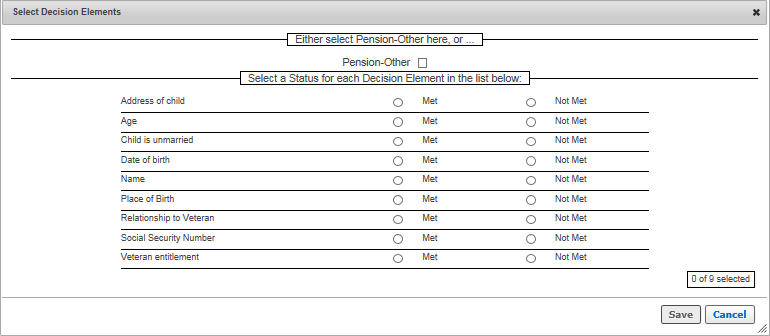 Select Decision Elements
Either select Pension-Other here, or ...
Pension-Other
Select a Status for each Decision Element in the list below:
Address of child Met Not Met
Age Met Not Met
Child is unmarried Met Not Met
Date of birth Met Not Met
Name Met Not Met
Place of Birth Met Not Met
Relationship to Veteran Met Not Met
Social Security Number Met Not Met
Veteran entitlement Met Not Met
0 of 9 selected
Save Cancel